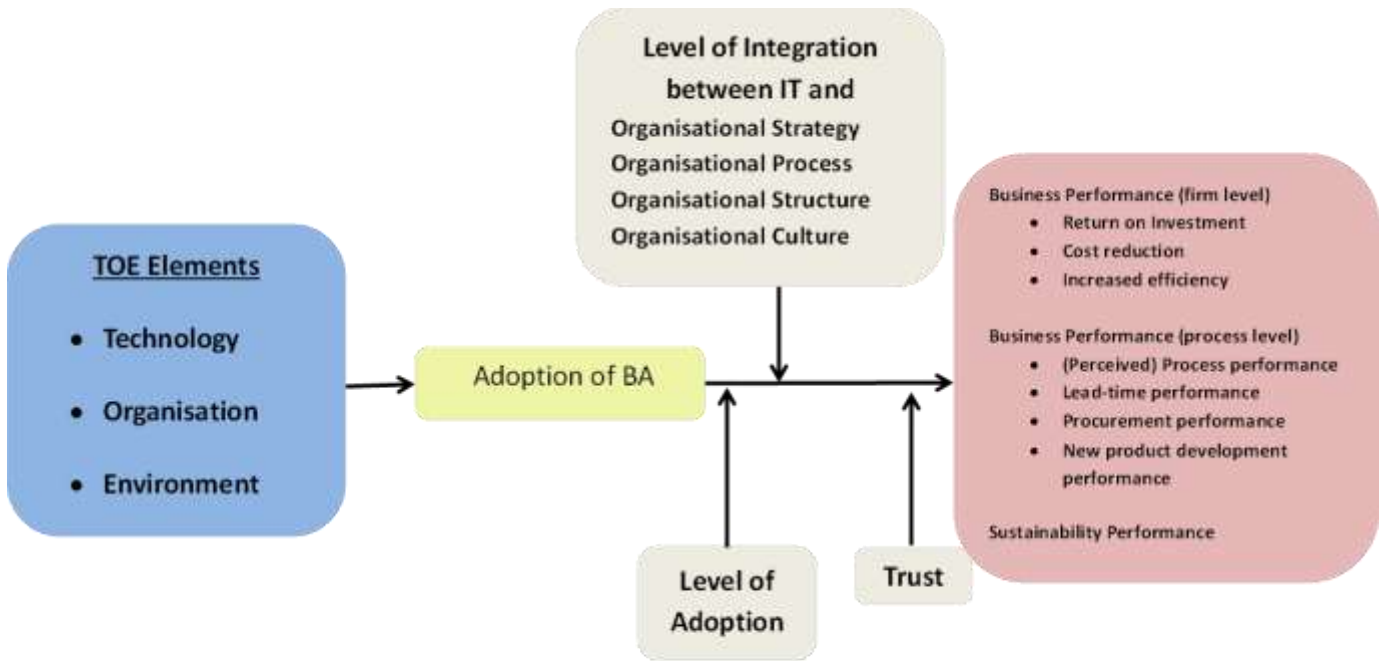 Level of Integration
between IT and
Organisational Strategy
Organisational Process
Organisational Structure
Organisational Culture
TOE Elements
• Technology
• Organisation
• Environment
Adoption of BA
Level of
Adoption
Trust
Business Performance (firm level)
• Return on Investment
• Cost reduction
• Increased efficiency
Business Performance (process level)
• (Perceived) Process performance
• Lead-time performance
• Procurement performance
• New product development
performance
Sustainability Performance